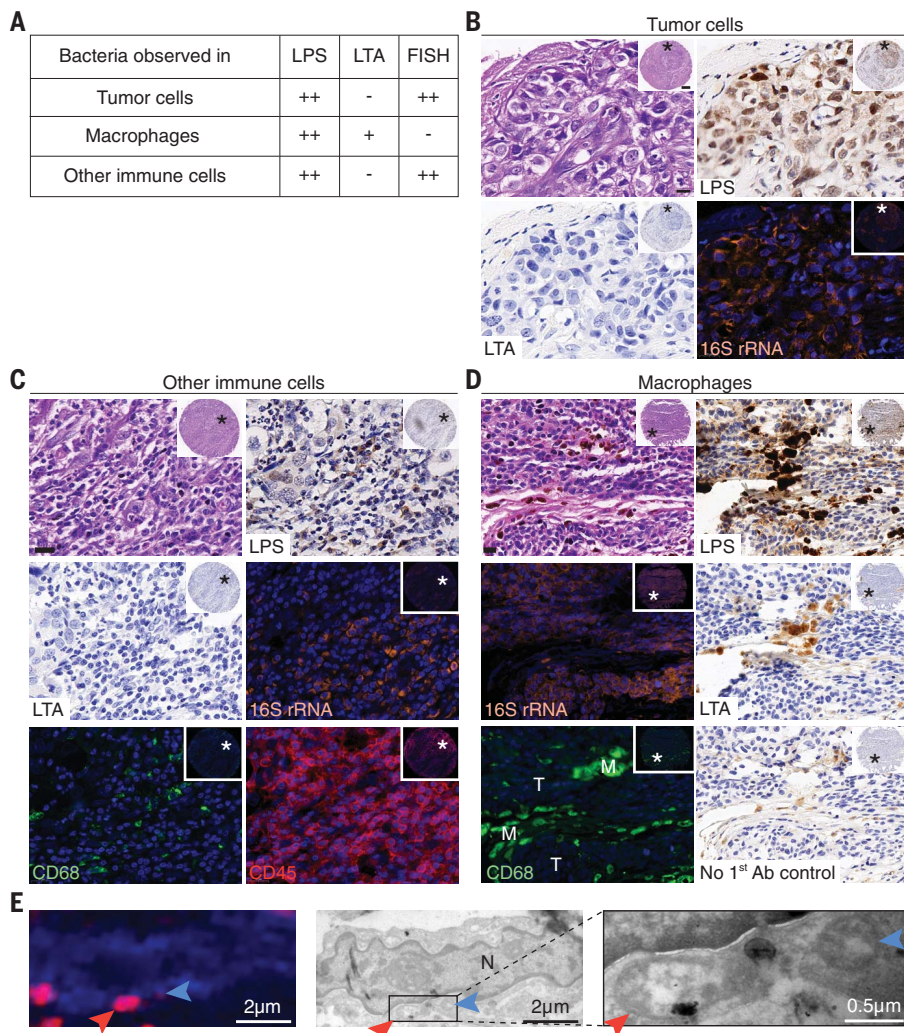 A
Bacteria observed in LPS LTA FISH
Tumor cells ++ - ++
Macrophages ++ + -
Other immune cells ++ - ++
B
Tumor cells
*
*
LPS
*
*
LTA
16S rRNA
C
Other immune cells
*
*
LPS
*
*
LTA
16S rRNA
*
*
CD68
CD45
D
Macrophages
*
*
LPS
*
*
16S rRNA
LTA
*
*
M
T
M
T
CD68
No 1st Ab control
E
2µm
N
2µm
0.5µm